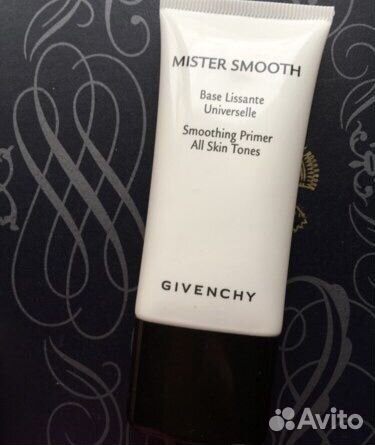 MISTER SMOOTH
Base Lissante
Universelle
Smoothing Primer
All Skin Tones
GIVENCHY
Avito